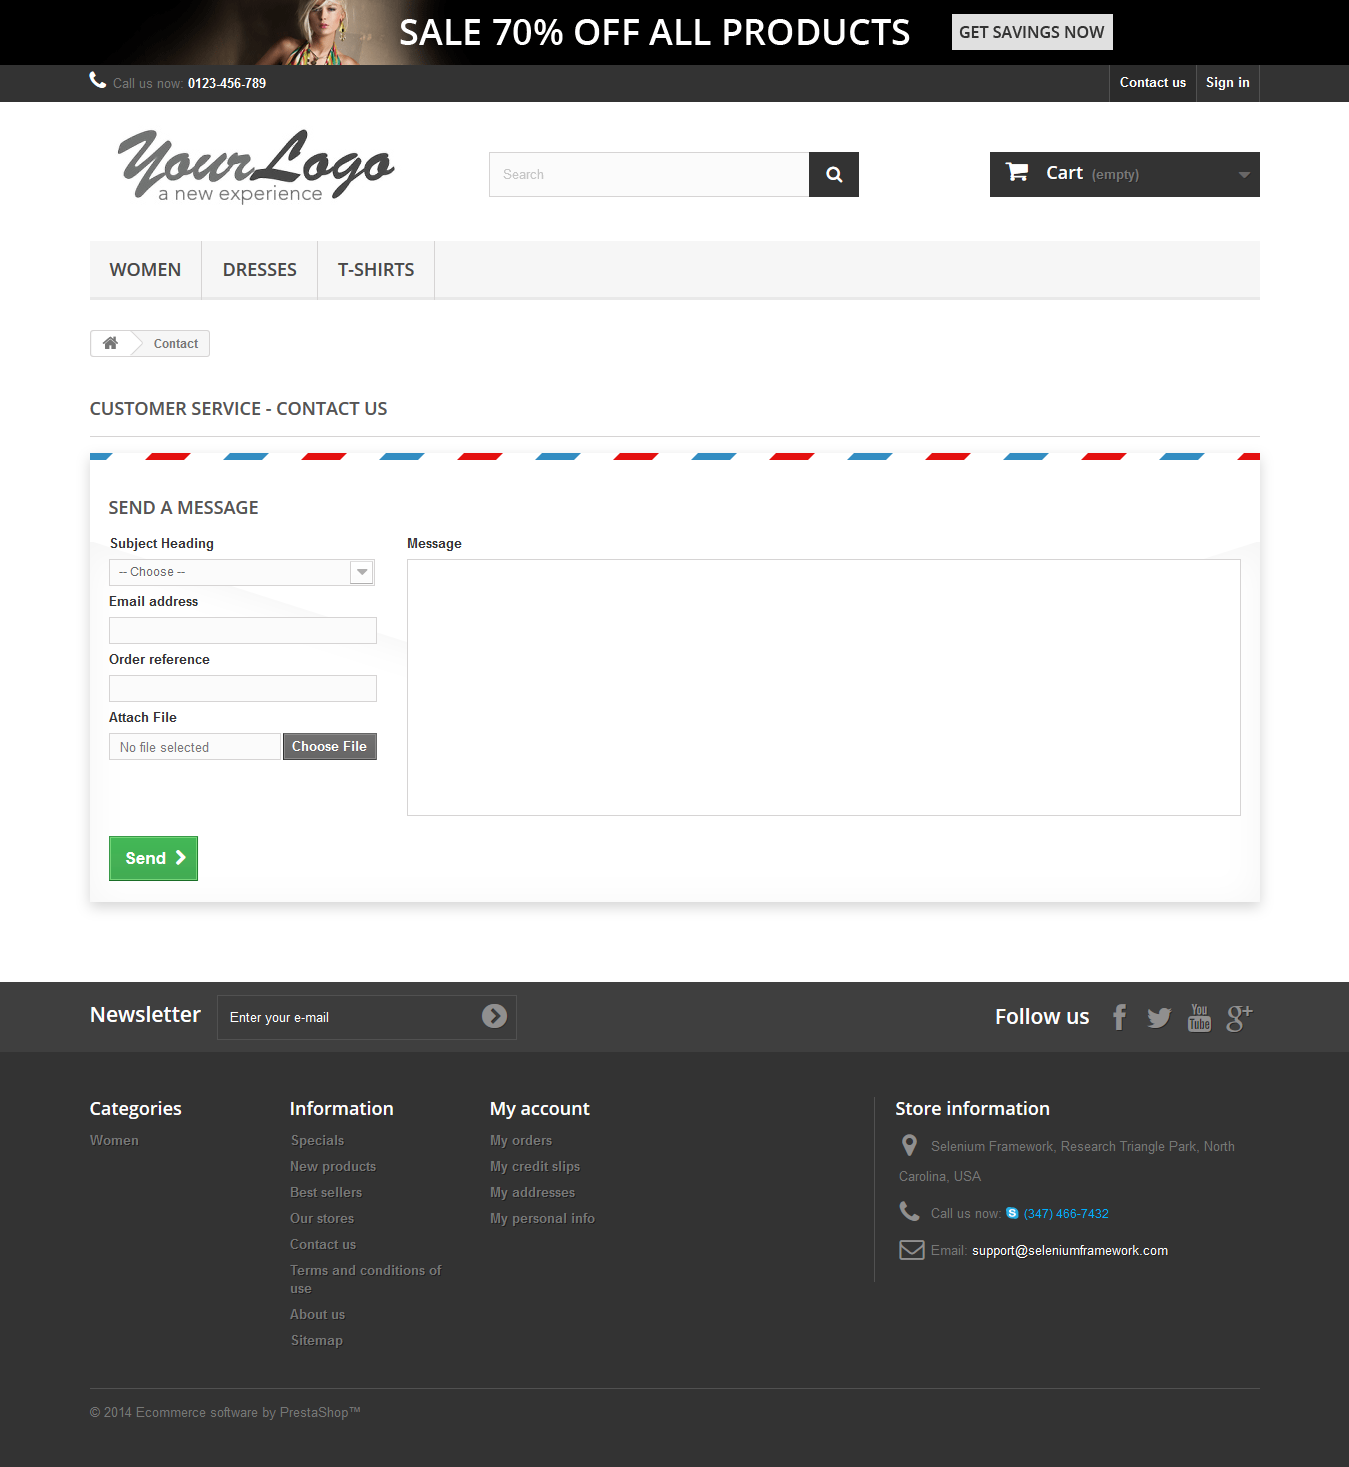 SALE 70% OFF ALL PRODUCTS GET SAVINGS NOW
Call us now: 0123-456-789 Contact us Sign in
YourLogo
a new experience
Search
Cart (empty)
WOMEN DRESSES T-SHIRTS
Contact
CUSTOMER SERVICE - CONTACT US
SEND A MESSAGE
Subject Heading
-- Choose --
Email address
Order reference
Attach File
No file selected Choose File
Message
Send
Newsletter Enter your e-mail
Follow us
You
Tube
g+
Categories
Women
Information
Specials
New products
Best sellers
Our stores
Contact us
Terms and conditions of
use
About us
Sitemap
My account
My orders
My credit slips
My addresses
My personal info
Store information
Selenium Framework, Research Triangle Park, North
Carolina, USA
Call us now: (347) 466-7432
Email: support@seleniumframework.com
© 2014 Ecommerce software by PrestaShop™